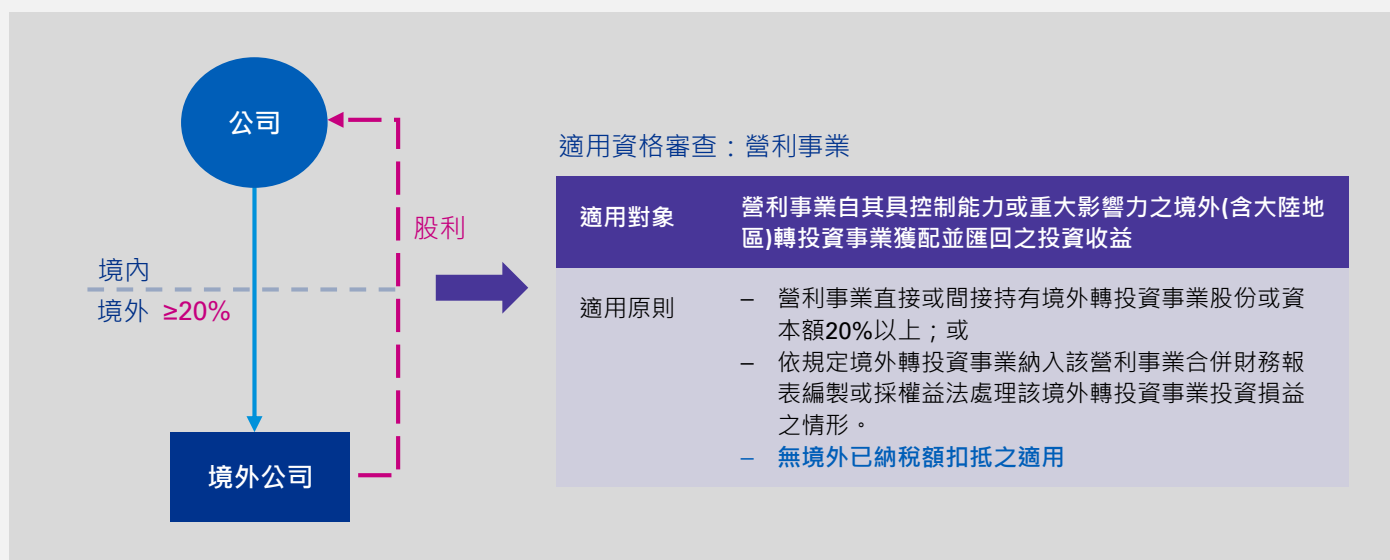 公司
股利
境內
境外 ≥20%
境外公司
適用資格審查：營利事業
適用對象
營利事業自其具控制能力或重大影響力之境外(含大陸地
區)轉投資事業獲配並匯回之投資收益
適用原則
– 營利事業直接或間接持有境外轉投資事業股份或資
本額20%以上；或
– 依規定境外轉投資事業納入該營利事業合併財務報
表編製或採權益法處理該境外轉投資事業投資損益
之情形。
– 無境外已納稅額扣抵之適用